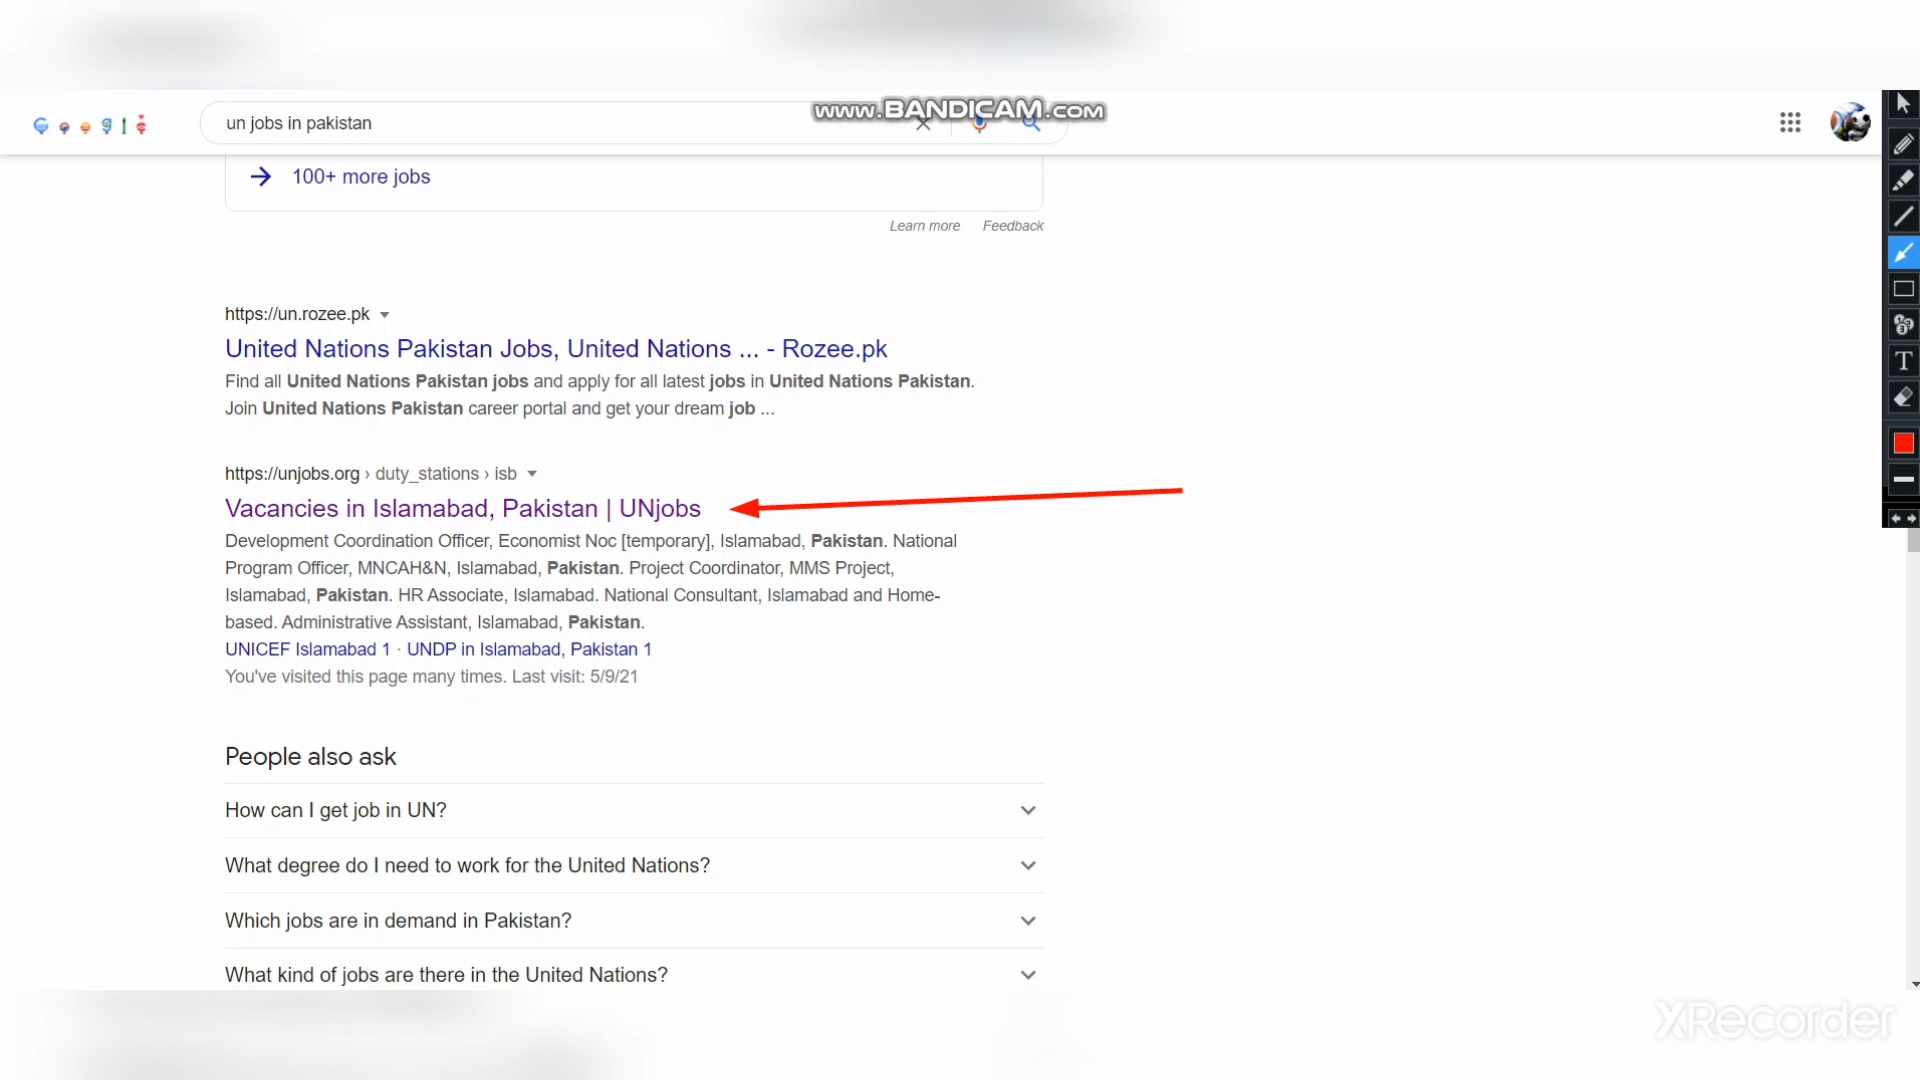 www.BANDICAM.com
Google
un jobs in pakistan
100+ more jobs
Learn more Feedback
https://un.rozee.pk
United Nations Pakistan Jobs, United Nations ... - Rozee.pk
Find all United Nations Pakistan jobs and apply for all latest jobs in United Nations Pakistan.
Join United Nations Pakistan career portal and get your dream job ...
https://unjobs.org › duty_stations › isb
Vacancies in Islamabad, Pakistan | UNjobs
Development Coordination Officer, Economist Noc [temporary], Islamabad, Pakistan. National
Program Officer, MNCAH&N, Islamabad, Pakistan. Project Coordinator, MMS Project,
Islamabad, Pakistan. HR Associate, Islamabad. National Consultant, Islamabad and Home-
based. Administrative Assistant, Islamabad, Pakistan.
UNICEF Islamabad 1 · UNDP in Islamabad, Pakistan 1
You've visited this page many times. Last visit: 5/9/21
People also ask
How can I get job in UN?
What degree do I need to work for the United Nations?
Which jobs are in demand in Pakistan?
What kind of jobs are there in the United Nations?
T
XRecorder